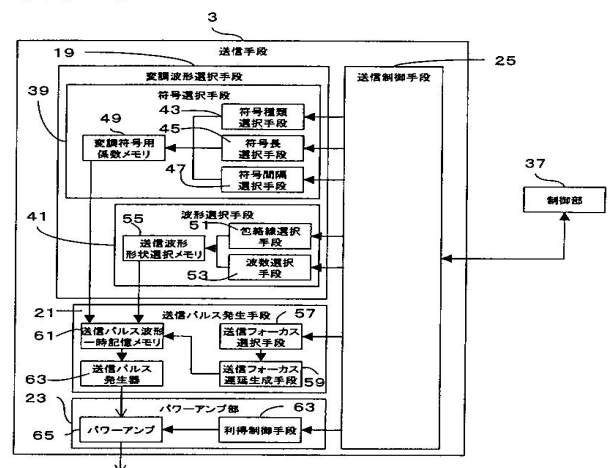 3
送信手段
19
25
変調波形選択手段
送信制御手段
符号選択手段
39
49
43
符号種類
選択手段
変調符号用
係数メモリ
45
符号長
選択手段
47
符号間隔
選択手段
37
制御部
波形選択手段
41
55
51
包絡線選択
手段
送信波形
形状選択メモリ
53
波数選択
手段
21
送信パルス発生手段
57
61
送信パルス波形
一時記憶メモリ
送信フォーカス
選択手段
63
送信パルス
発生器
送信フォーカス
遅延生成手段
59
23
パワーアンプ部
63
65
パワーアンプ
利得制御手段